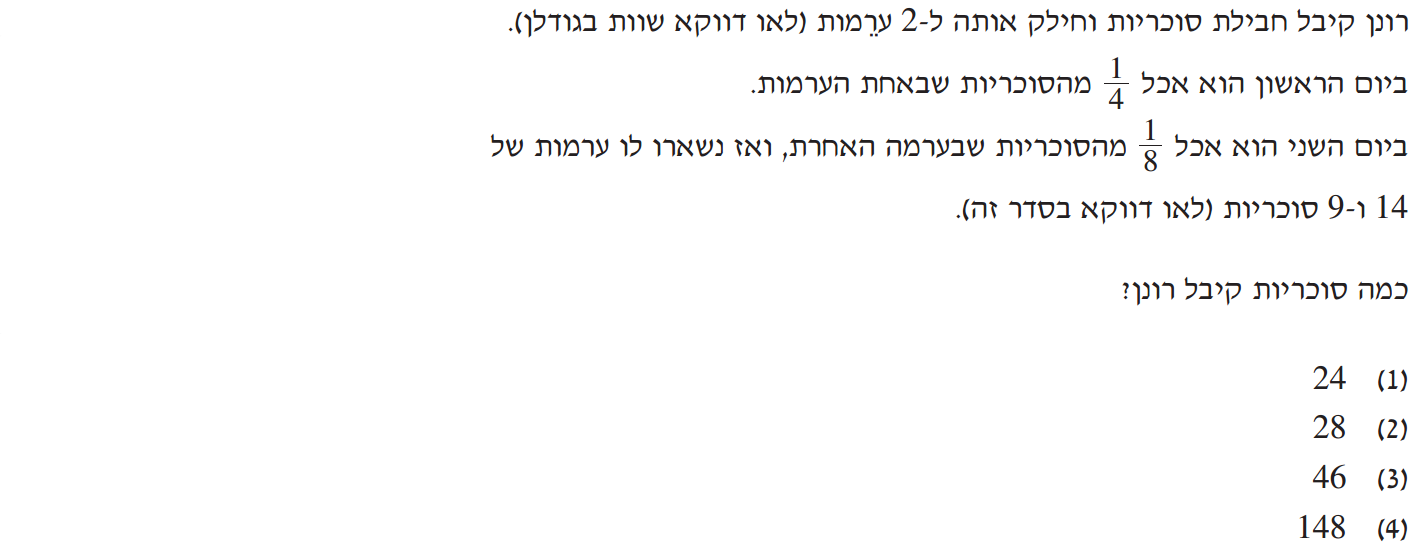 רונן קיבל חבילת סוכריות וחילק אותה ל-2 ערֵמות (לאו דווקא שוות בגודלן).
ביום הראשון הוא אכל 1/4 מהסוכריות שבאחת הערמות.
ביום השני הוא אכל 1/8 מהסוכריות שבערמה האחרת, ואז נשארו לו ערמות של
14 ו-9 סוכריות (לאו דווקא בסדר זה).
כמה סוכריות קיבל רונן?
(1) 24
(2) 28
(3) 46
(4) 148